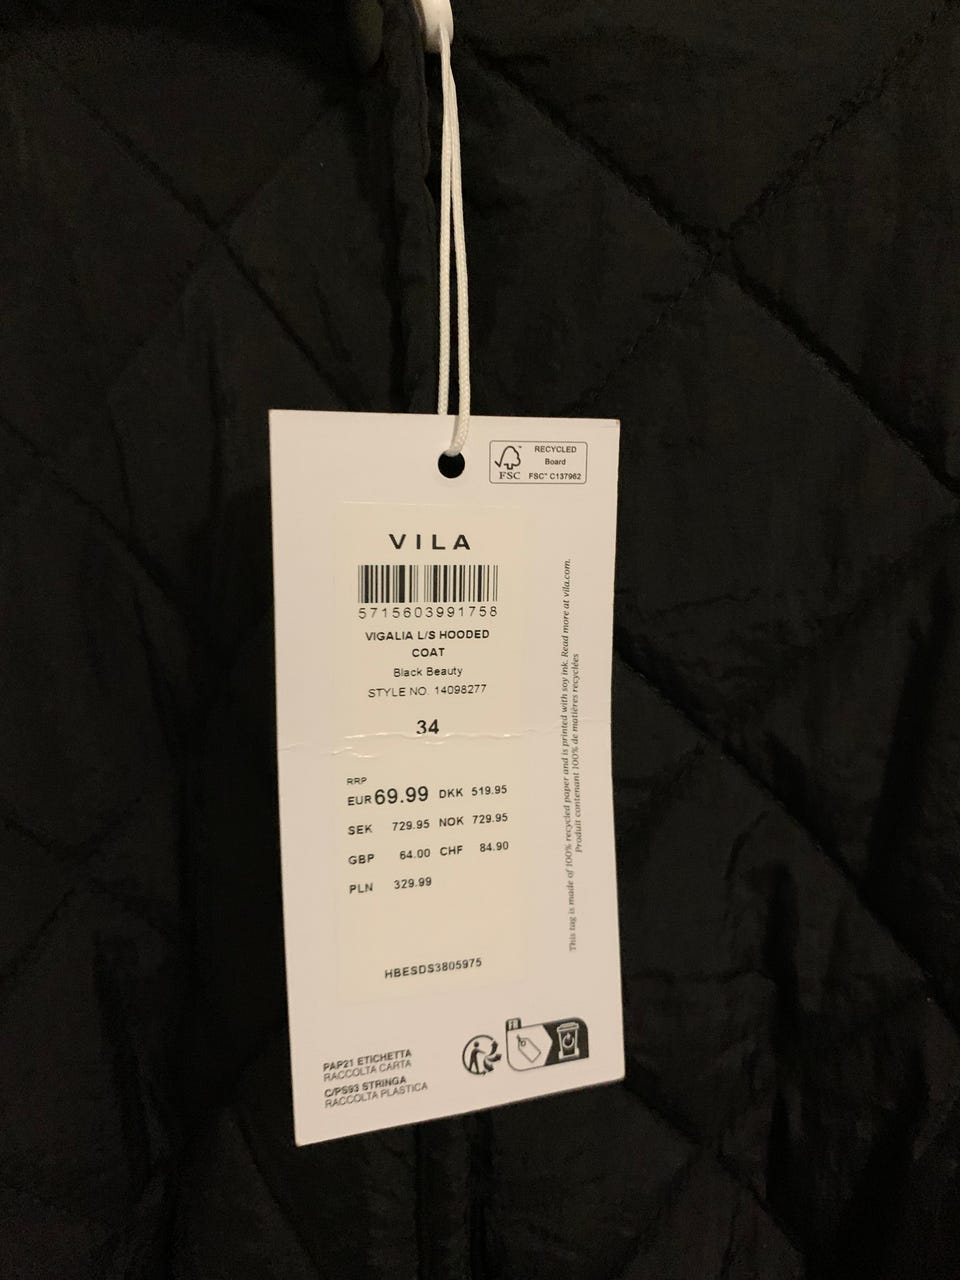 RECYCLED
Board
FSC
FSC™ C137962
VILA
5715603991758
VIGALIA L/S HOODED
COAT
Black Beauty
STYLE NO. 14098277
34
RRP
EUR 69.99 DKK 519.95
SEK 729.95 NOK 729.95
GBP 64.00 CHF 84.90
PLN 329.99
HBESDS3805975
This tag is made of 100% recycled paper and is printed with soy ink. Read more at vila.com.
Produit contenant 100% de matières recyclées
FR
PAP21 ETICHETTA
RACCOLTA CARTA
C/PS93 STRINGA
RACCOLTA PLASTICA